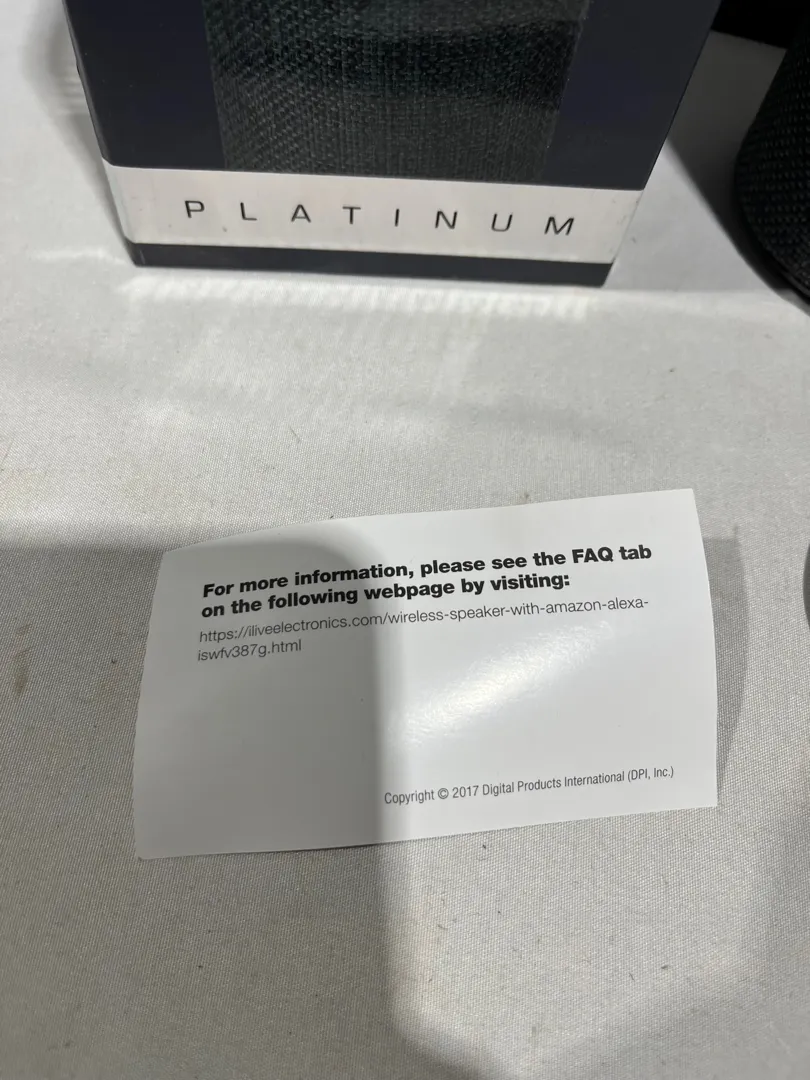 PLATINUM
For more information, please see the FAQ tab
on the following webpage by visiting:
https://iliveelectronics.com/wireless-speaker-with-amazon-alexa-
iswfv387g.html
Copyright © 2017 Digital Products International (DPI, Inc.)